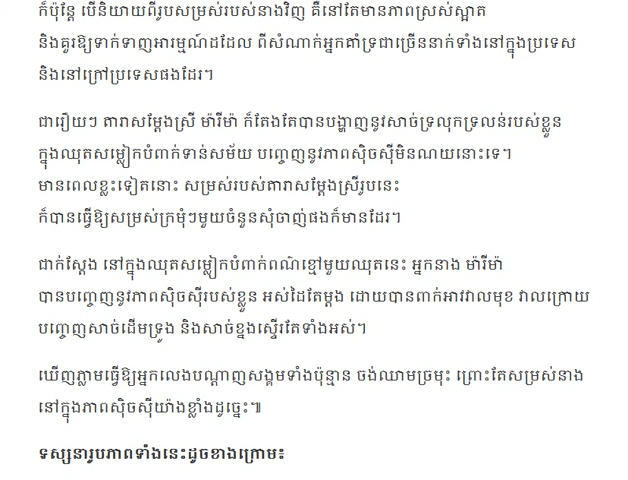 ក៏ប៉ុន្តែ បើនិយាយពីរូបសម្រស់របស់នាងវិញ គឺនៅតែមានភាពស្រស់ស្អាត
និងគួរឱ្យទាក់ទាញអារម្មណ៍ដដែល ពីសំណាក់អ្នកគាំទ្រជាច្រើននាក់ទាំងនៅក្នុងប្រទេស
និងនៅក្រៅប្រទេសផងដែរ។
ជារឿយៗ តារាសម្តែងស្រី ម៉ារីម៉ា ក៏តែងតែបានបង្ហាញនូវសាច់ទ្រលុកទ្រលន់របស់ខ្លួន
ក្នុងឈុតសម្លៀកបំពាក់ទាន់សម័យ បញ្ចេញនូវភាពស៊ិចស៊ីមិនណយនោះទេ។
មានពេលខ្លះទៀតនោះ សម្រស់របស់តារាសម្តែងស្រីរូបនេះ
ក៏បានធ្វើឱ្យសម្រស់ក្រមុំៗមួយចំនួនសុំចាញ់ផងក៏មានដែរ។
ជាក់ស្តែង នៅក្នុងឈុតសម្លៀកបំពាក់ពណ៌ខ្មៅមួយឈុតនេះ អ្នកនាង ម៉ារីម៉ា
បានបញ្ចេញនូវភាពស៊ិចស៊ីរបស់ខ្លួន អស់ដៃតែម្តង ដោយបានពាក់អាវវាលមុខ វាលក្រោយ
បញ្ចេញសាច់ដើមទ្រូង និងសាច់ខ្នងស្ទើរតែទាំងអស់។
ឃើញភ្លាមធ្វើឱ្យអ្នកលេងបណ្តាញសង្គមទាំងប៉ុន្មាន ចង់ឈាមច្រមុះ ព្រោះតែសម្រស់នាង
នៅក្នុងភាពស៊ិចស៊ីយ៉ាងខ្លាំងដូច្នេះ៕
ទស្សនារូបភាពទាំងនេះដូចខាងក្រោម៖